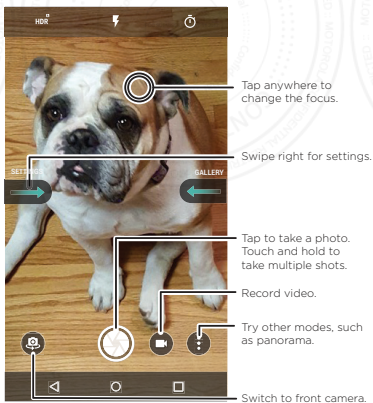 HDR
Tap anywhere to
change the focus.
Swipe right for settings.
SETTINGS
GALLERY
Tap to take a photo.
Touch and hold to
take multiple shots.
Record video.
Try other modes, such
as panorama.
Switch to front camera.